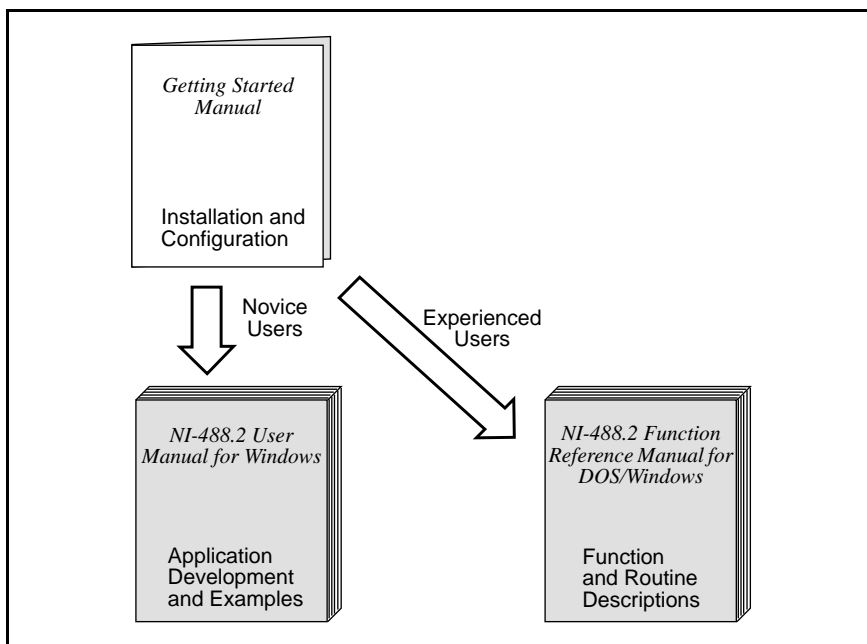 Getting Started
Manual
Installation and
Configuration
Novice
Users
Experienced
Users
NI-488.2 User
Manual for Windows
Application
Development
and Examples
NI-488.2 Function
Reference Manual for
DOS/Windows
Function
and Routine
Descriptions